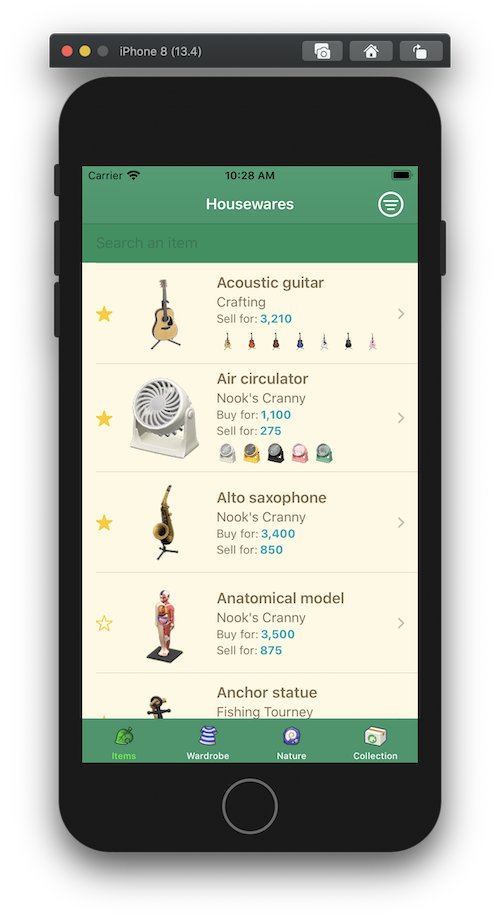 iPhone 8 (13.4)
Carrier 10:28 AM
Housewares
Search an item
Acoustic guitar
Crafting
Sell for: 3,210
Air circulator
Nook's Cranny
Buy for: 1,100
Sell for: 275
Alto saxophone
Nook's Cranny
Buy for: 3,400
Sell for: 850
Anatomical model
Nook's Cranny
Buy for: 3,500
Sell for: 875
Anchor statue
Fishing Tourney
Items Wardrobe Nature Collection